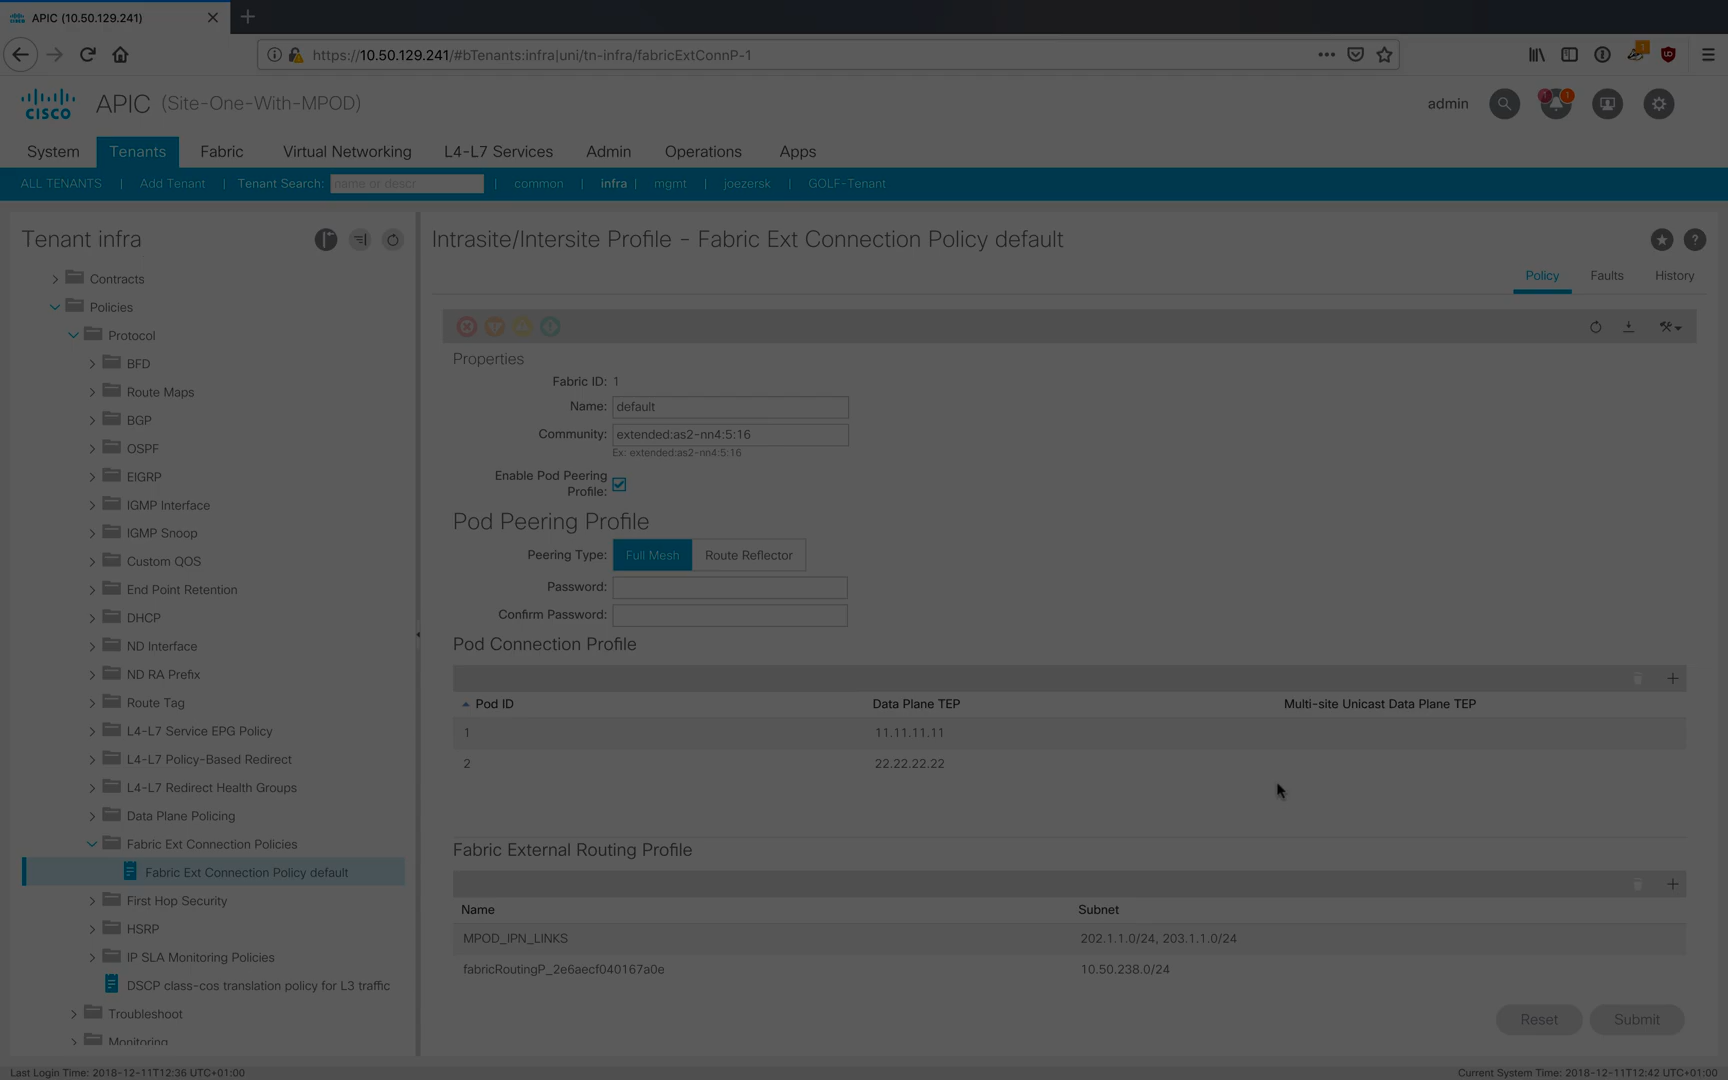 APIC (10.50.129.241)
https://10.50.129.241/#bTenants:infra|uni/tn-infra/fabricExtConnP-1
1
CISCO
APIC (Site-One-With-MPOD)
admin
1
1
System
Tenants
Fabric
Virtual Networking
L4-L7 Services
Admin
Operations
Apps
ALL TENANTS | Add Tenant | Tenant Search: name or descr | common | infra | mgmt | joezersk | GOLF-Tenant
Tenant infra
Contracts
Policies
Protocol
BFD
Route Maps
BGP
OSPF
EIGRP
IGMP Interface
IGMP Snoop
Custom QOS
End Point Retention
DHCP
ND Interface
ND RA Prefix
Route Tag
L4-L7 Service EPG Policy
L4-L7 Policy-Based Redirect
L4-L7 Redirect Health Groups
Data Plane Policing
Fabric Ext Connection Policies
Fabric Ext Connection Policy default
First Hop Security
HSRP
IP SLA Monitoring Policies
DSCP class-cos translation policy for L3 traffic
Troubleshoot
Monitoring
Intrasite/Intersite Profile - Fabric Ext Connection Policy default
Policy
Faults
History
Properties
Fabric ID: 1
Name: default
Community: extended:as2-nn4:5:16
Ex: extended:as2-nn4:5:16
Enable Pod Peering
Profile:
Pod Peering Profile
Peering Type: Full Mesh Route Reflector
Password:
Confirm Password:
Pod Connection Profile
Pod ID Data Plane TEP Multi-site Unicast Data Plane TEP
1 11.11.11.11
2 22.22.22.22
Fabric External Routing Profile
Name Subnet
MPOD_IPN_LINKS 202.1.1.0/24, 203.1.1.0/24
fabricRoutingP_2e6aecf040167a0e 10.50.238.0/24
Reset
Submit
Last Login Time: 2018-12-11T12:36 UTC+01:00
Current System Time: 2018-12-11T12:42 UTC+01:00